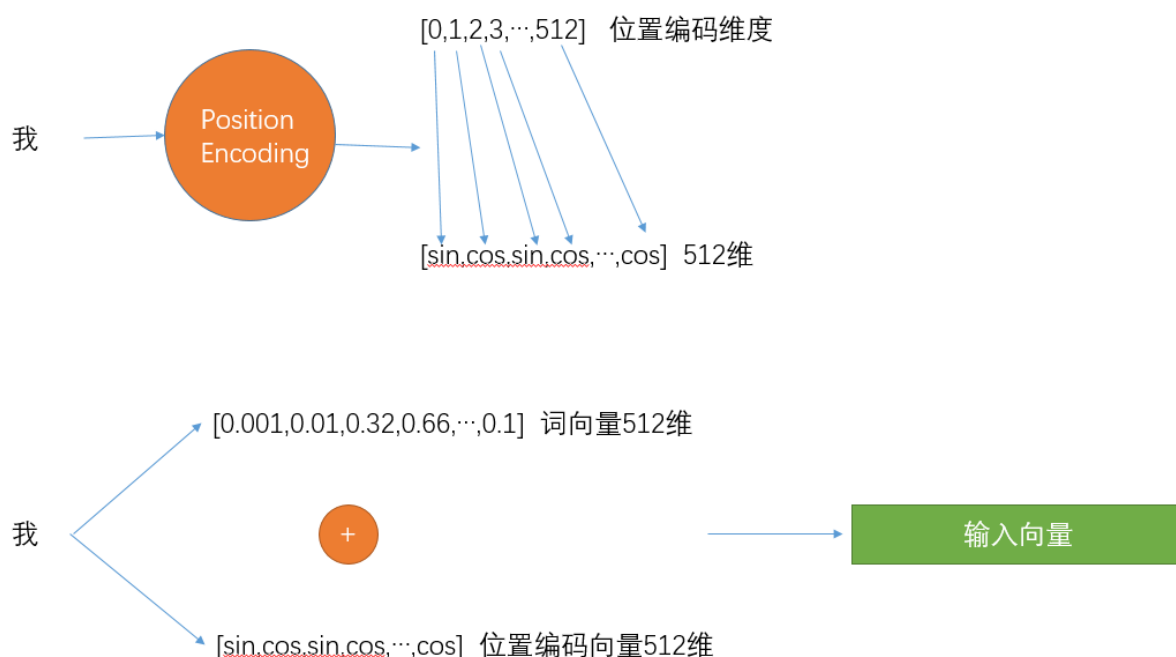 [0,1,2,3,···,512] 位置编码维度
我
Position
Encoding
[sin,cos,sin,cos,···,cos] 512维
[0.001,0.01,0.32,0.66,···,0.1] 词向量512维
我
+
输入向量
[sin,cos,sin,cos,···,cos] 位置编码向量512维